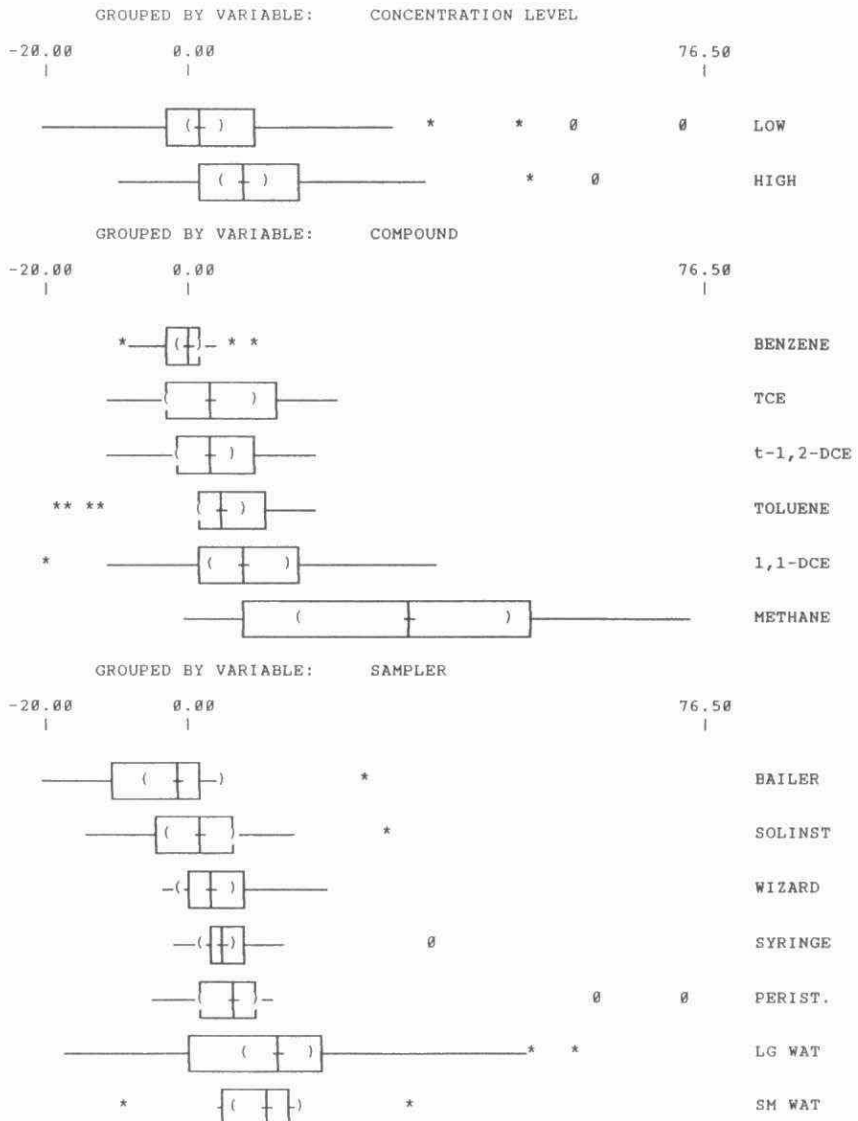 GROUPED BY VARIABLE: CONCENTRATION LEVEL
-20.00 0.00 76.50
LOW
HIGH
GROUPED BY VARIABLE: COMPOUND
-20.00 0.00 76.50
BENZENE
TCE
t-1,2-DCE
TOLUENE
1,1-DCE
METHANE
GROUPED BY VARIABLE: SAMPLER
-20.00 0.00 76.50
BAILER
SOLINST
WIZARD
SYRINGE
PERIST.
LG WAT
SM WAT